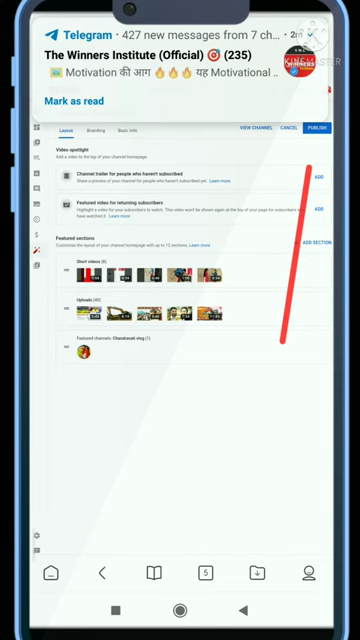 Telegram • 427 new messages from 7 ch... • 2m
The Winners Institute (Official) 🎯 (235)
🖼 Motivation की आग 🔥🔥🔥 यह Motivational ..
Mark as read
KINEMASTER
Layout Branding Basic info VIEW CHANNEL CANCEL PUBLISH
Video spotlight
Add a video to the top of your channel homepage.
Channel trailer for people who haven't subscribed ADD
Share a preview of your channel for people who haven't subscribed yet. Learn more
Featured video for returning subscribers ADD
Highlight a video for your subscribers to watch. This video won't be shown again at the top of your page for subscribers who
have watched it. Learn more
Featured sections
Customise the layout of your channel homepage with up to 12 sections. Learn more
ADD SECTION
Short videos (6)
Uploads (40)
Featured channels: Chandravati vlog (1)
5